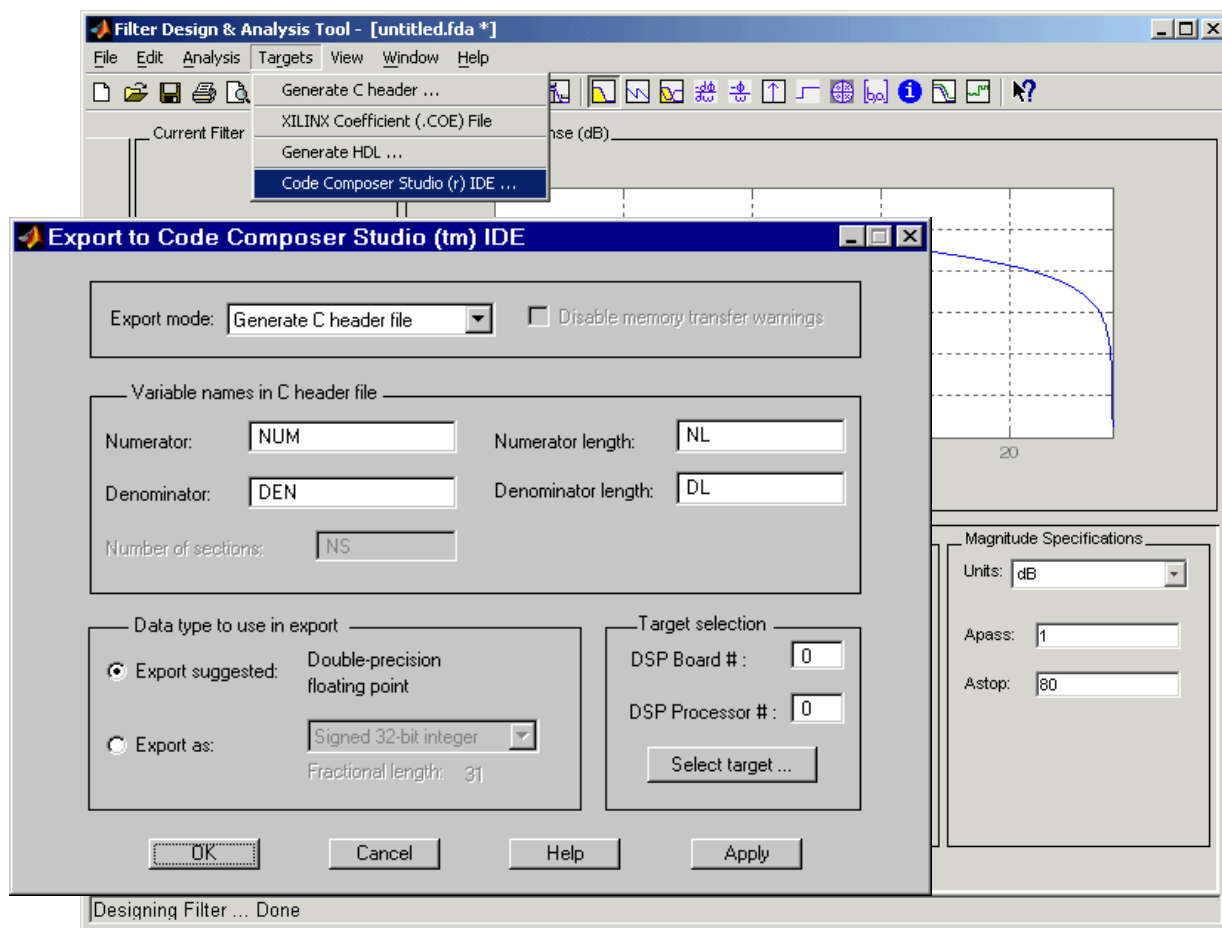 Filter Design & Analysis Tool - [untitled.fda *]
File Edit Analysis Targets View Window Help
Generate C header ...
XILINX Coefficient (.COE) File
Generate HDL ...
Code Composer Studio (r) IDE ...
Current Filter
nse (dB)
20
Export to Code Composer Studio (tm) IDE
Export mode: Generate C header file
Disable memory transfer warnings
Variable names in C header file
Numerator: NUM
Numerator length: NL
Denominator: DEN
Denominator length: DL
Number of sections: NS
Data type to use in export
Export suggested: Double-precision
floating point
Export as: Signed 32-bit integer
Fractional length: 31
Target selection
DSP Board # : 0
DSP Processor # : 0
Select target ...
OK Cancel Help Apply
Magnitude Specifications
Units: dB
Apass: 1
Astop: 80
Designing Filter ... Done